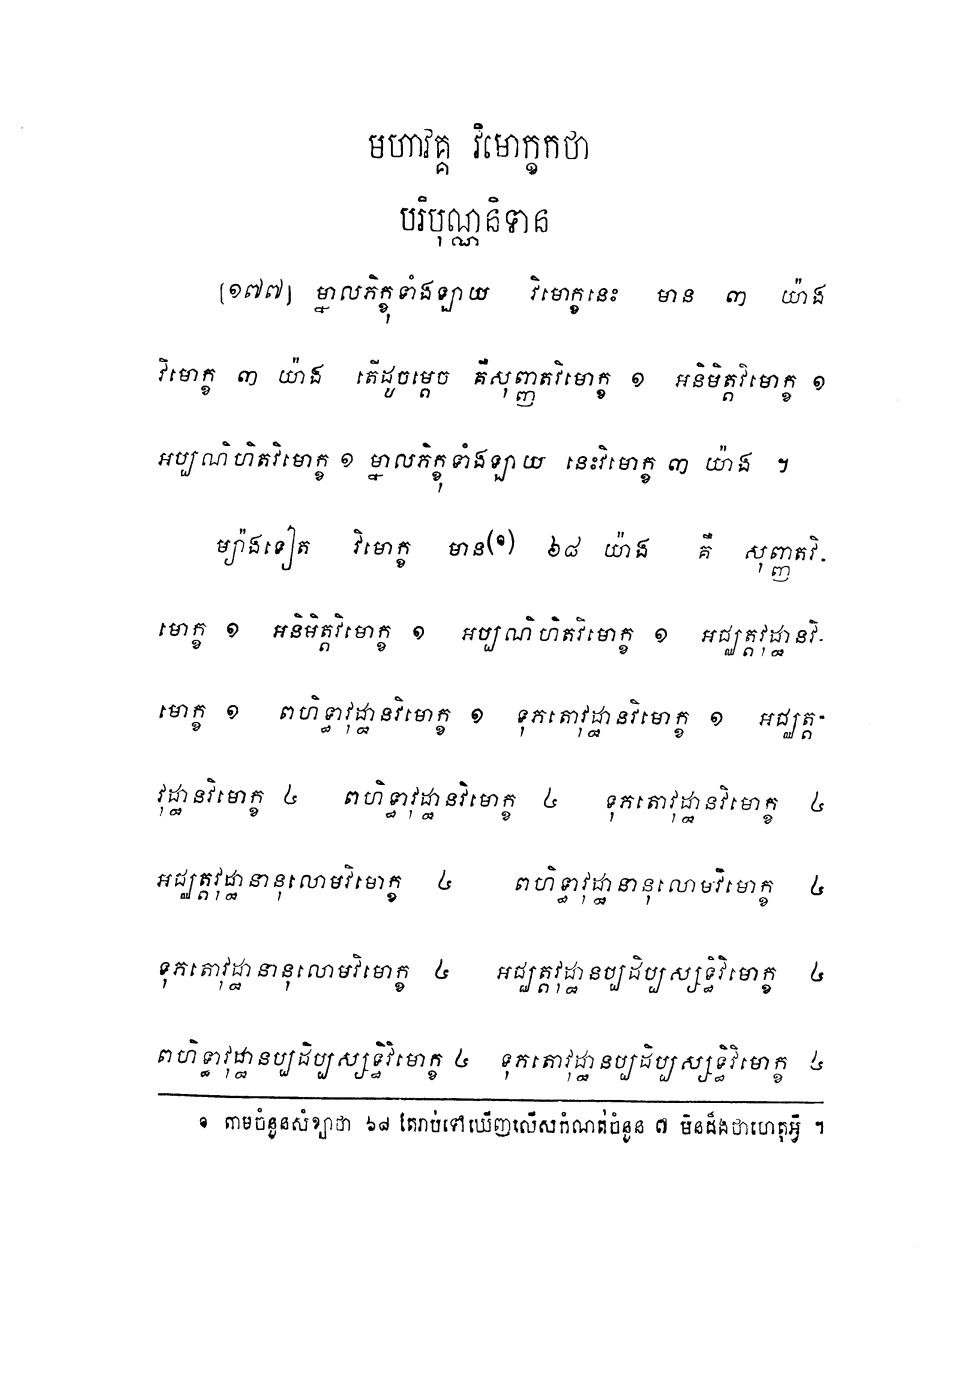 មហាវគ្គ វិមោក្ខកថា
បរិបុណ្ណនិទាន
[១៧៧] ម្នាលភិក្ខុទាំងឡាយ វិមោក្ខនេះ មាន ៣ យ៉ាង
វិមោក្ខ ៣ យ៉ាង តើដូចម្តេច គឺសុញ្ញតវិមោក្ខ ១ អនិមិត្តវិមោក្ខ ១
អប្បណិហិតវិមោក្ខ ១ ម្នាលភិក្ខុទាំងឡាយ នេះវិមោក្ខ ៣ យ៉ាង ។
ម្យ៉ាងទៀត វិមោក្ខ មាន(១) ៦៨ យ៉ាង គឺ សុញ្ញតវិ-
មោក្ខ ១ អនិមិត្តវិមោក្ខ ១ អប្បណិហិតវិមោក្ខ ១ អជ្ឈត្តវុដ្ឋានវិ-
មោក្ខ ១ ពហិទ្ធាវុដ្ឋានវិមោក្ខ ១ ទុភតោវុដ្ឋានវិមោក្ខ ១ អជ្ឈត្ត-
វុដ្ឋានវិមោក្ខ ៤ ពហិទ្ធាវុដ្ឋានវិមោក្ខ ៤ ទុភតោវុដ្ឋានវិមោក្ខ ៤
អជ្ឈត្តវុដ្ឋានានុលោមវិមោក្ខ ៤ ពហិទ្ធាវុដ្ឋានានុលោមវិមោក្ខ ៤
ទុភតោវុដ្ឋានានុលោមវិមោក្ខ ៤ អជ្ឈត្តវុដ្ឋានប្បដិប្បស្សទ្ធិវិមោក្ខ ៤
ពហិទ្ធាវុដ្ឋានប្បដិប្បស្សទ្ធិវិមោក្ខ ៤ ទុភតោវុដ្ឋានប្បដិប្បស្សទ្ធិវិមោក្ខ ៤
១ តាមចំនួនសំខ្យាថា ៦៨ តែរាប់ទៅឃើញលើសកំណត់ចំនួន ៧ មិនដឹងជាហេតុអ្វី ។